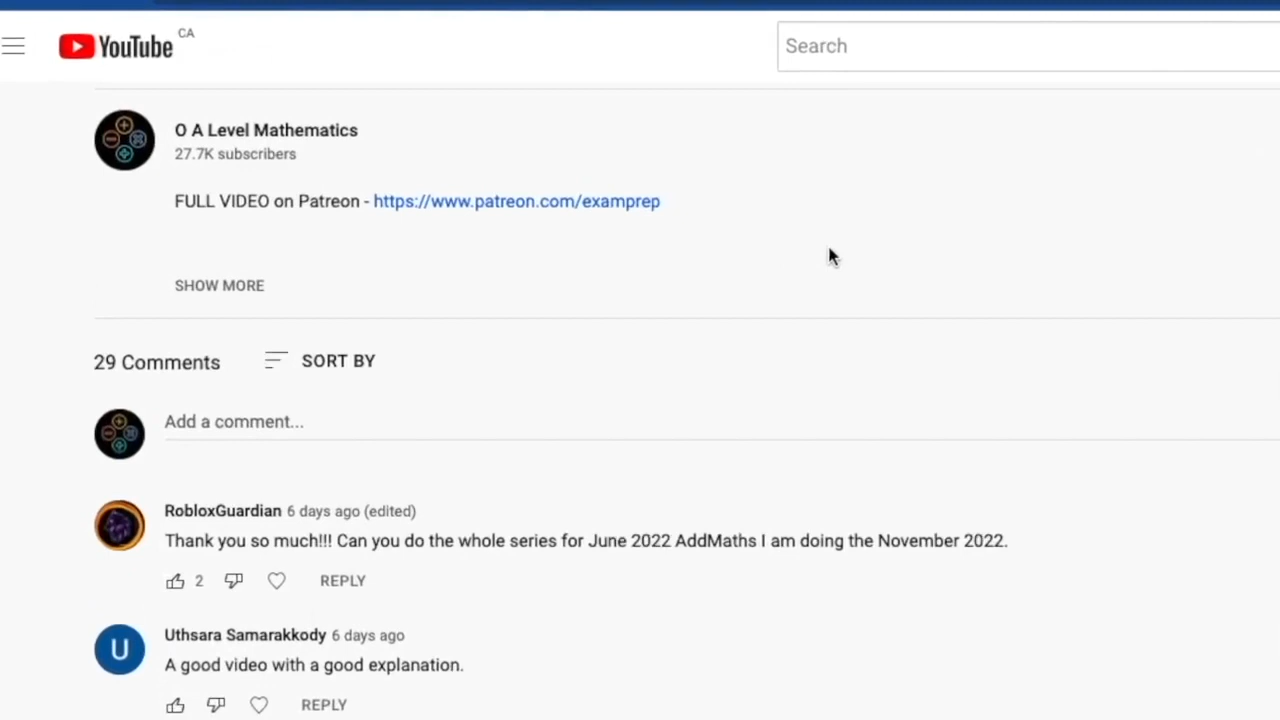 YouTube CA
Search
O A Level Mathematics
27.7K subscribers
FULL VIDEO on Patreon - https://www.patreon.com/examprep
SHOW MORE
29 Comments SORT BY
Add a comment...
RobloxGuardian 6 days ago (edited)
Thank you so much!!! Can you do the whole series for June 2022 AddMaths I am doing the November 2022.
2 REPLY
U
Uthsara Samarakkody 6 days ago
A good video with a good explanation.
REPLY